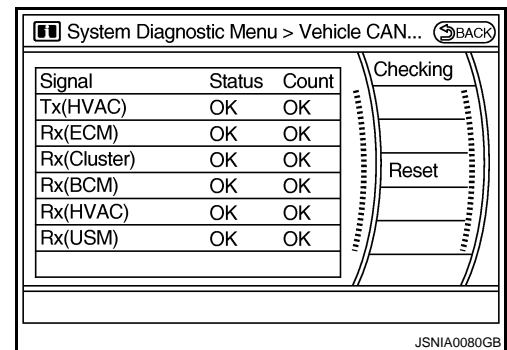 System Diagnostic Menu > Vehicle CAN... BACK
Checking
Signal Status Count
Tx(HVAC) OK OK
Rx(ECM) OK OK
Rx(Cluster) OK OK
Reset
Rx(BCM) OK OK
Rx(HVAC) OK OK
Rx(USM) OK OK
JSNIA0080GB